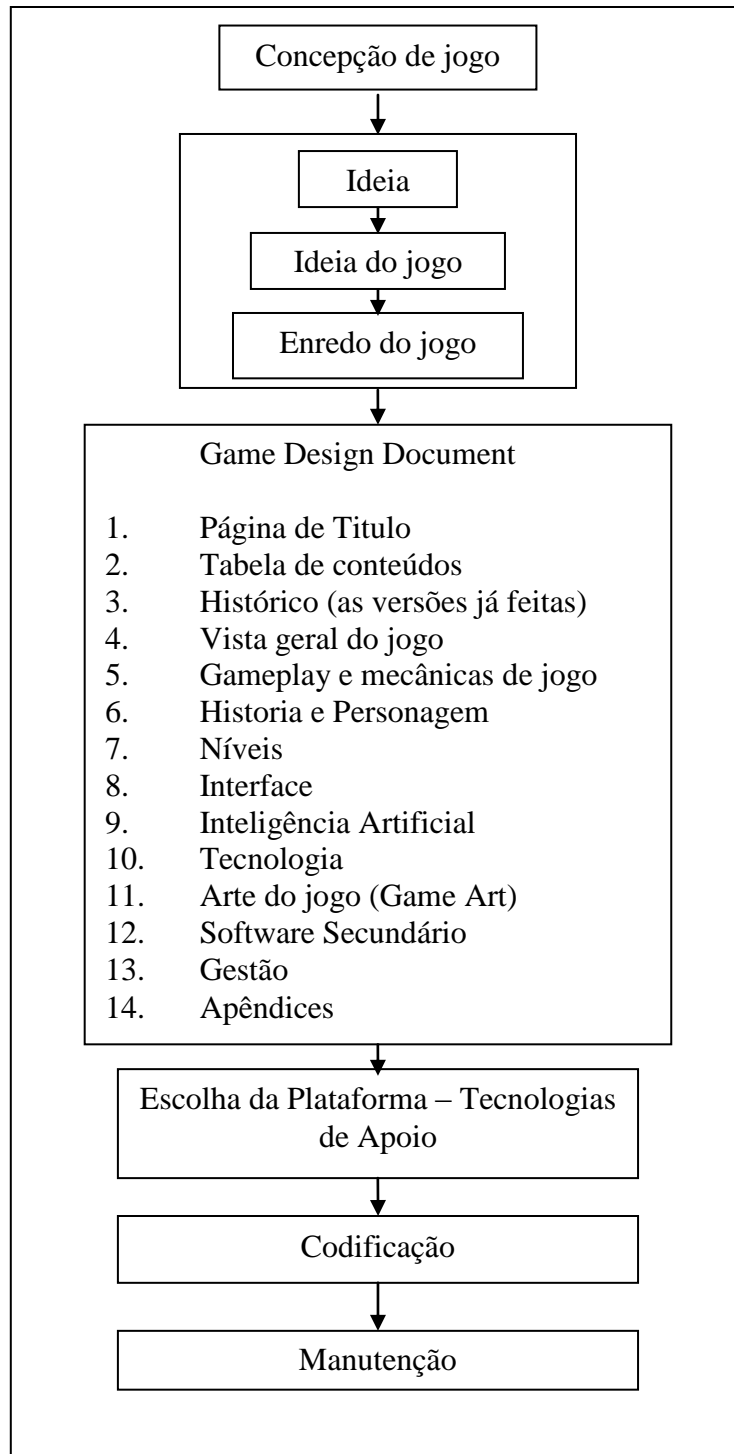 Concepção de jogo
Ideia
Ideia do jogo
Enredo do jogo
Game Design Document
1. Página de Titulo
2. Tabela de conteúdos
3. Histórico (as versões já feitas)
4. Vista geral do jogo
5. Gameplay e mecânicas de jogo
6. Historia e Personagem
7. Níveis
8. Interface
9. Inteligência Artificial
10. Tecnologia
11. Arte do jogo (Game Art)
12. Software Secundário
13. Gestão
14. Apêndices
Escolha da Plataforma – Tecnologias
de Apoio
Codificação
Manutenção